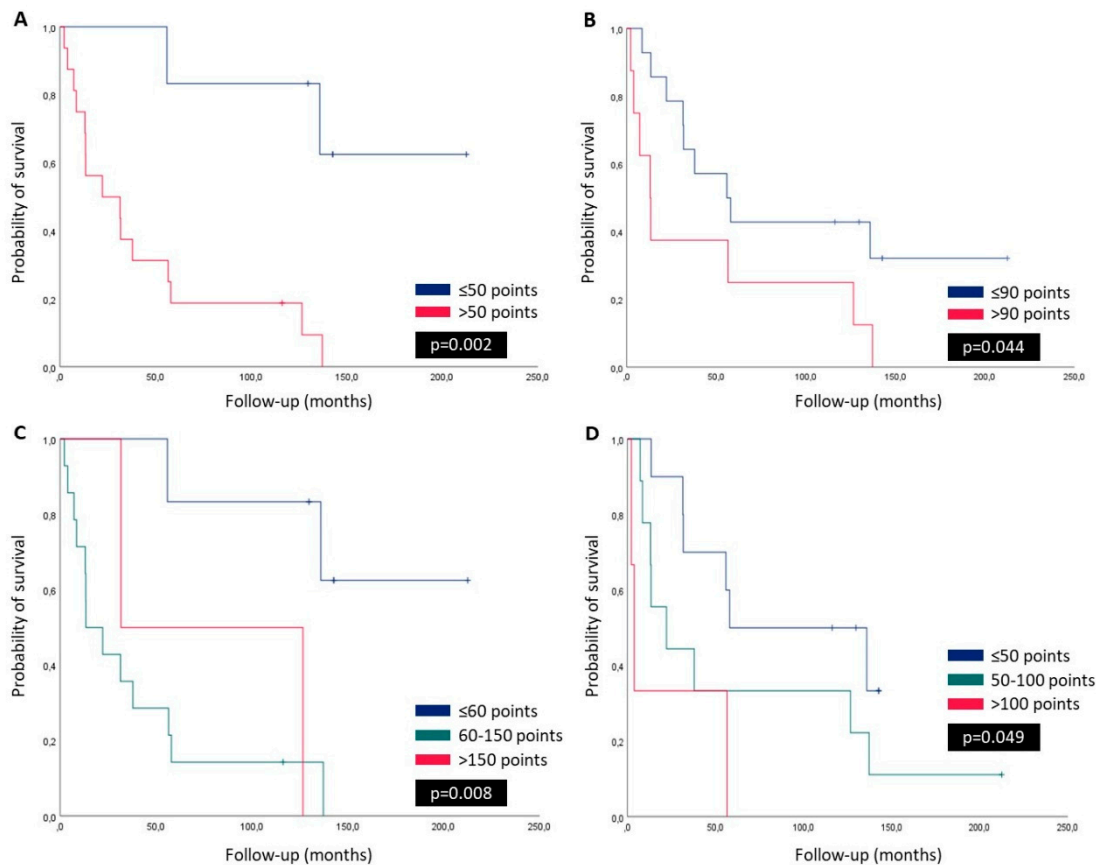 A
1,0
0,8
0,6
0,4
0,2
0,0
Probability of survival
≤50 points
>50 points
p=0.002
,0 50,0 100,0 150,0 200,0 250,0
Follow-up (months)
B
1,0
0,8
0,6
0,4
0,2
0,0
Probability of survival
≤90 points
>90 points
p=0.044
,0 50,0 100,0 150,0 200,0 250,0
Follow-up (months)
C
1,0
0,8
0,6
0,4
0,2
0,0
Probability of survival
≤60 points
60-150 points
>150 points
p=0.008
,0 50,0 100,0 150,0 200,0 250,0
Follow-up (months)
D
1,0
0,8
0,6
0,4
0,2
0,0
Probability of survival
≤50 points
50-100 points
>100 points
p=0.049
,0 50,0 100,0 150,0 200,0 250,0
Follow-up (months)